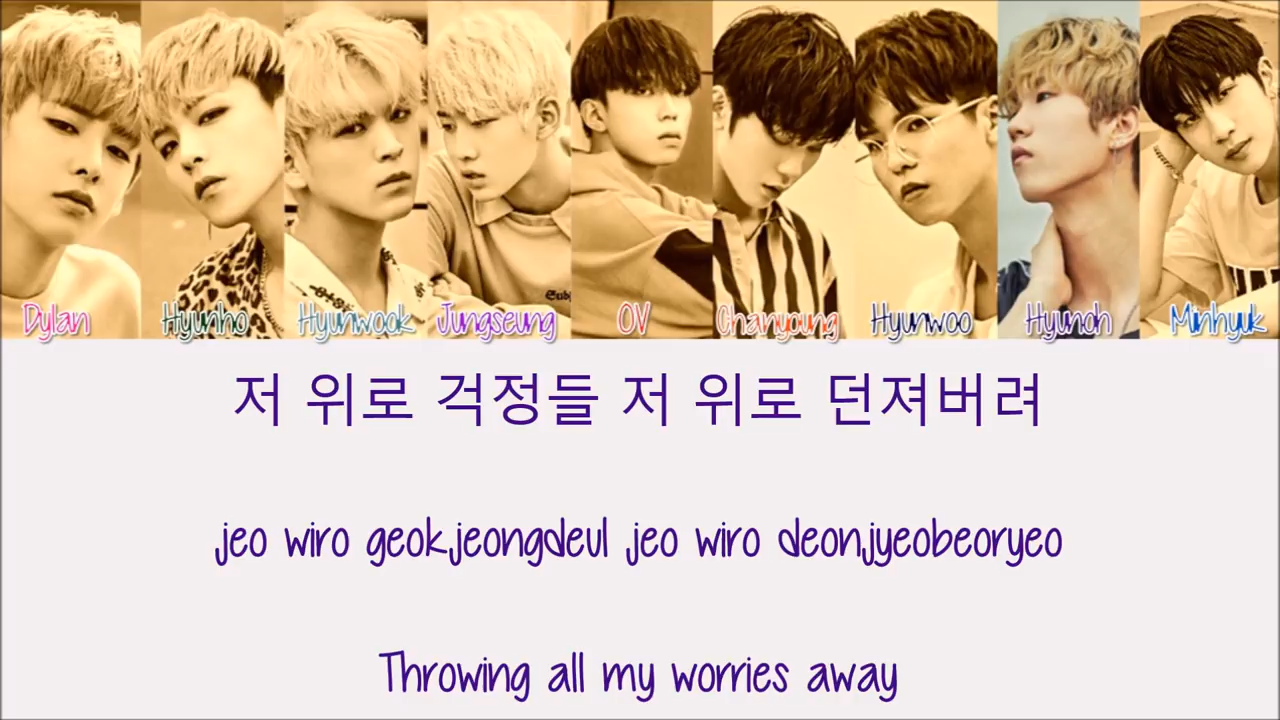 Dylan Hyunho Hyunwook Jungseung OV Chanyoung Hyunwoo Hyunoh Minhyuk
저 위로 걱정들 저 위로 던져버려
jeo wiro geokjeongdeul jeo wiro deonjyeobeoryeo
Throwing all my worries away